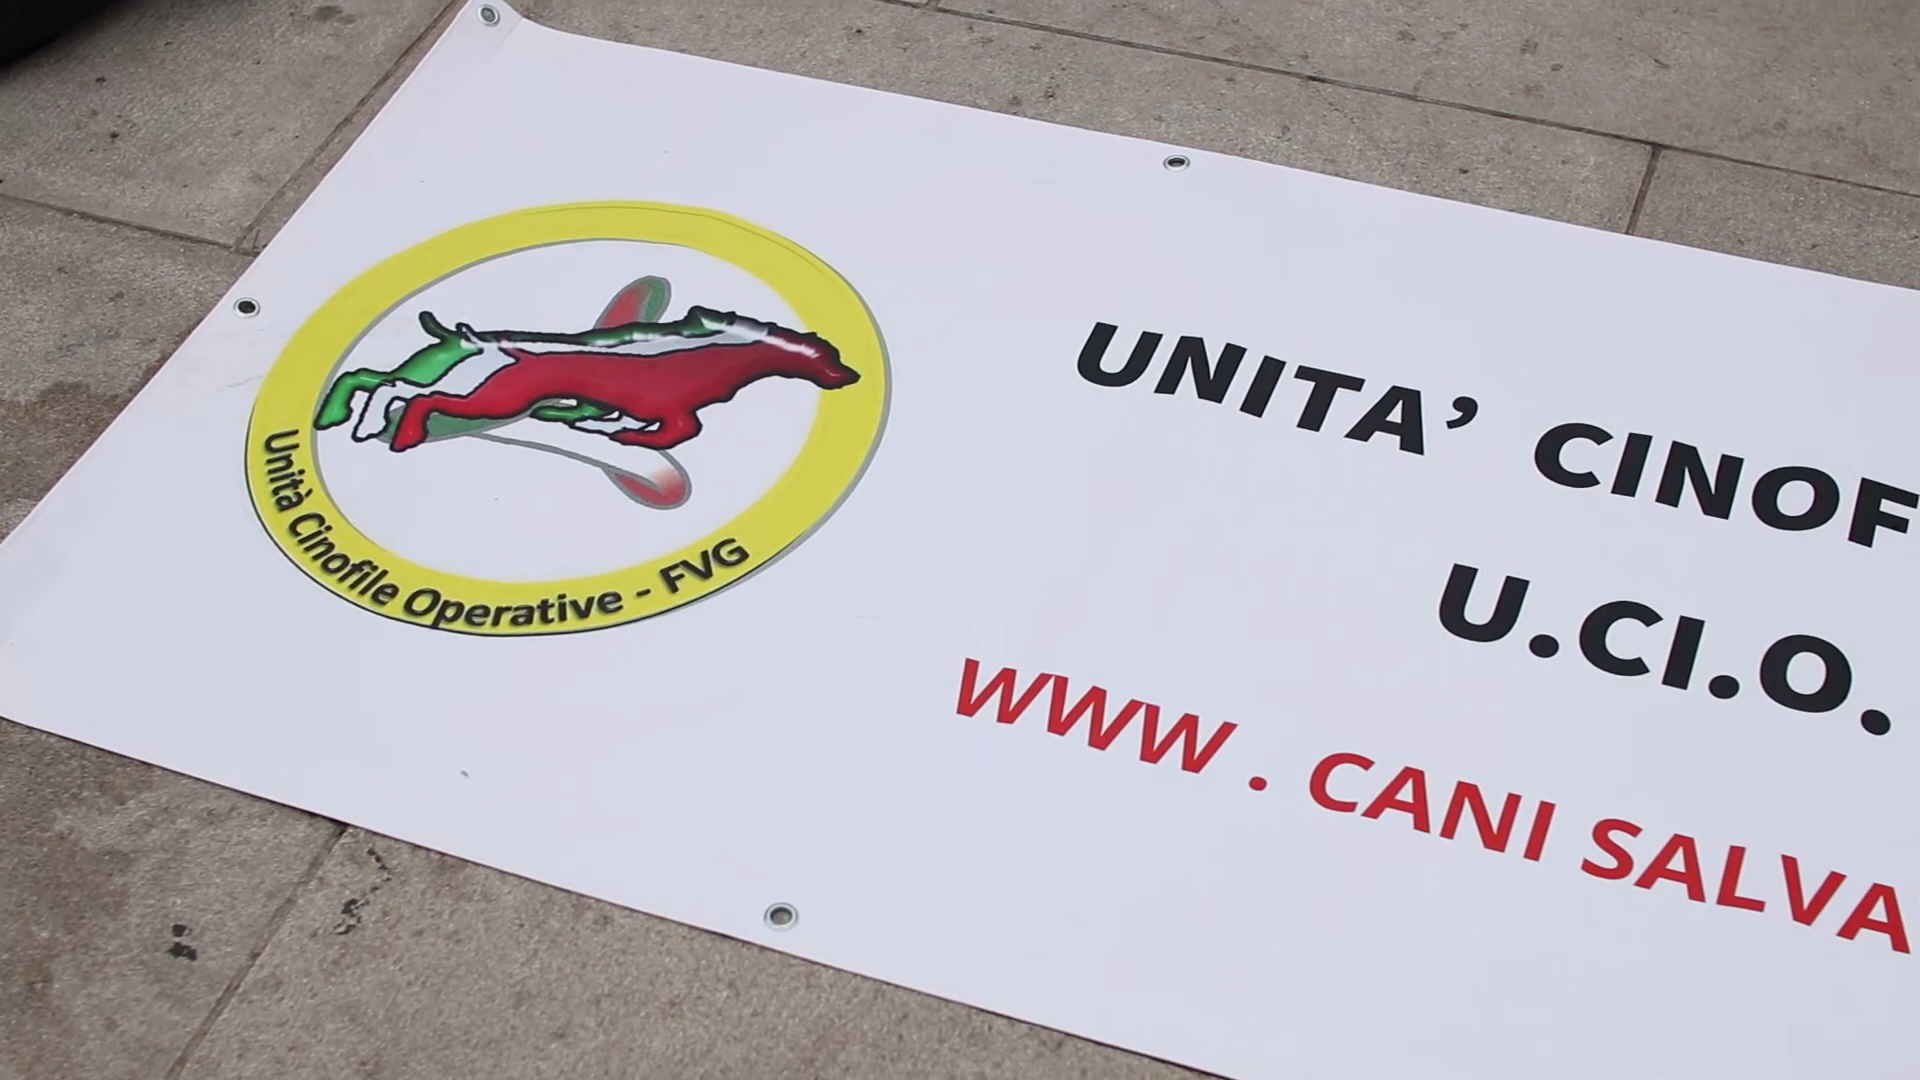 Unità Cinofile Operative - FVG
UNITA' CINOF
U.CI.O.
WWW . CANI SALVA